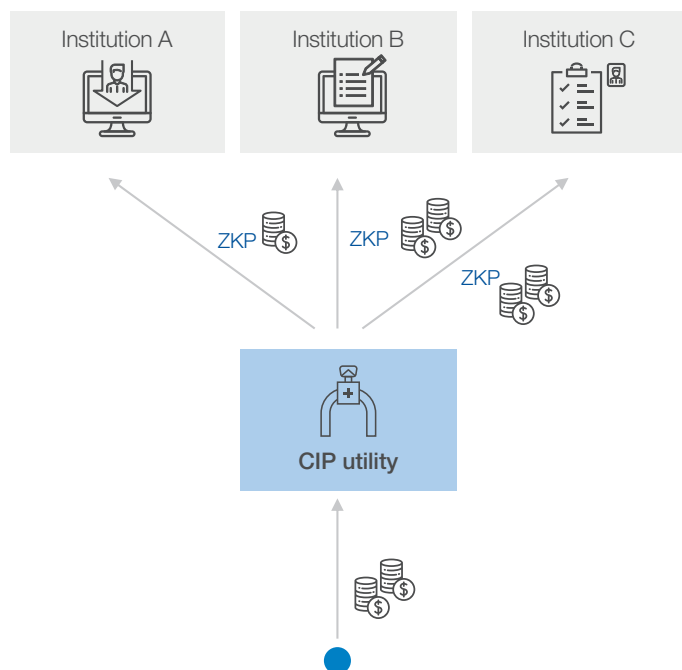 Institution A
Institution B
Institution C
ZKP $
ZKP $ $
ZKP $ $
CIP utility
$ $